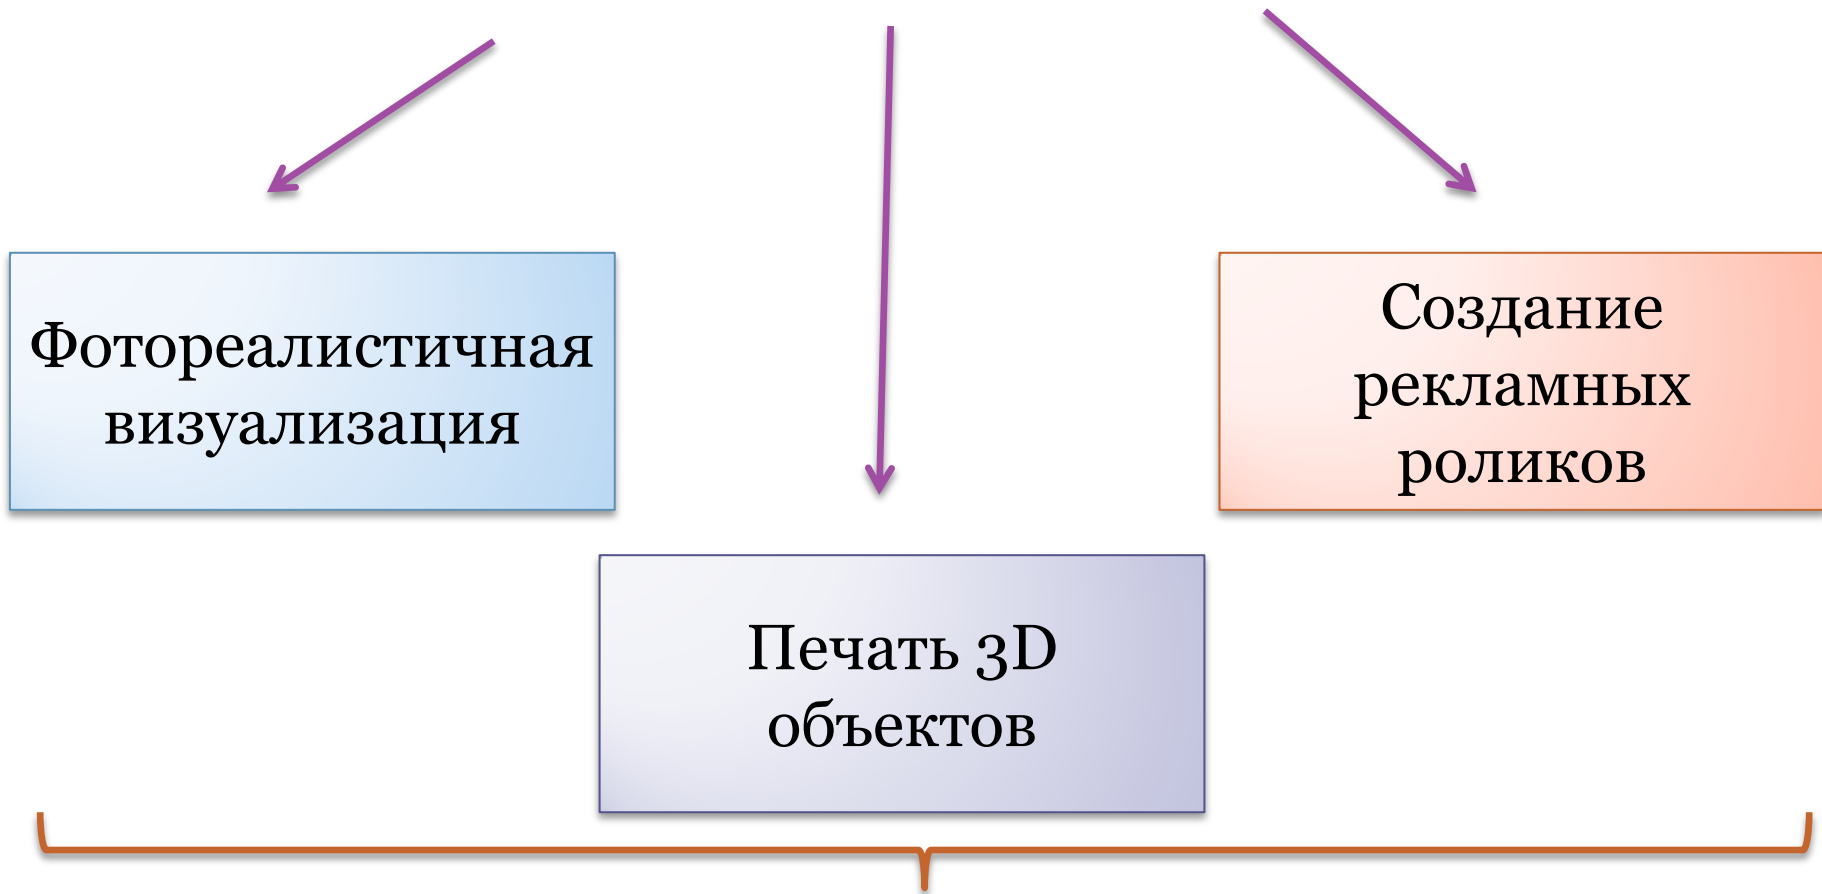 Фотореалистичная
визуализация
Создание
рекламных
роликов
Печать 3D
объектов